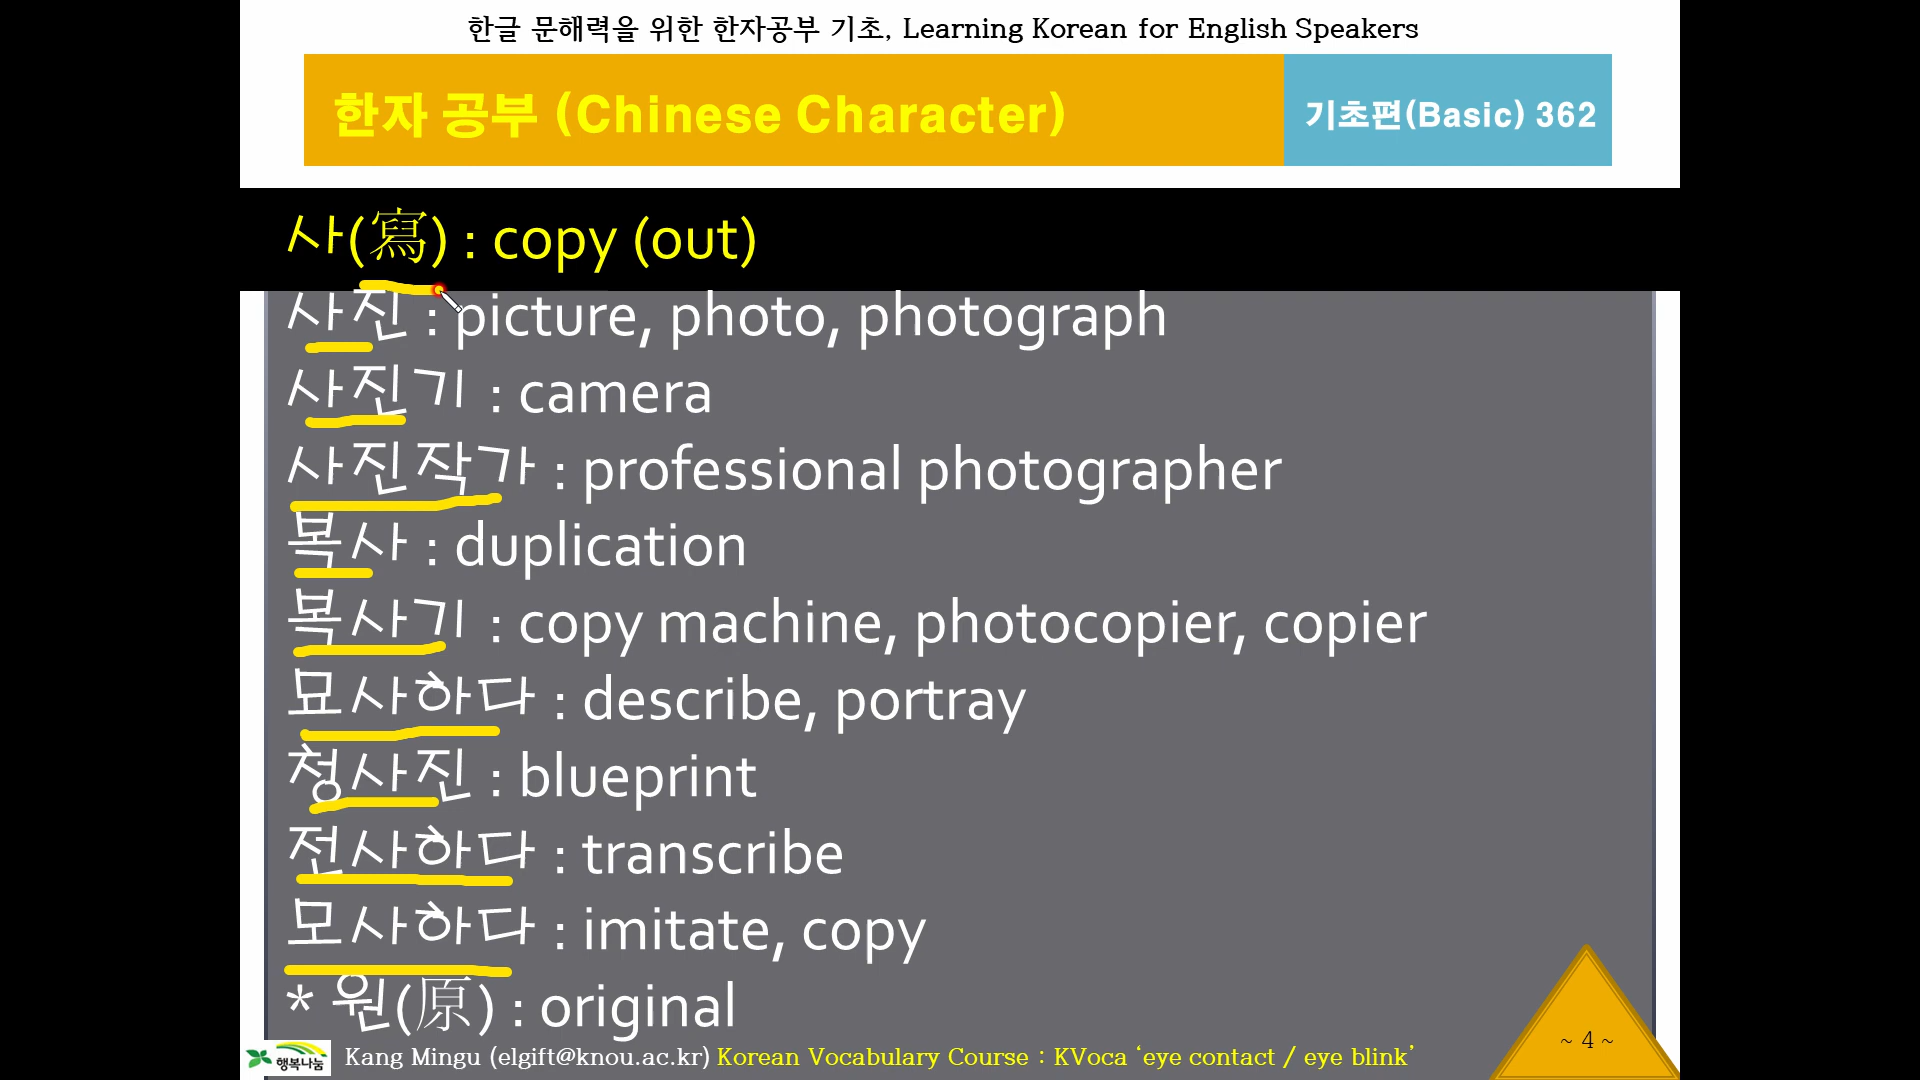 한글 문해력을 위한 한자공부 기초, Learning Korean for English Speakers
한자 공부 (Chinese Character)
기초편(Basic) 362
사(寫) : copy (out)
사진 : picture, photo, photograph
사진기 : camera
사진작가 : professional photographer
복사 : duplication
복사기 : copy machine, photocopier, copier
묘사하다 : describe, portray
청사진 : blueprint
전사하다 : transcribe
모사하다 : imitate, copy
* 원(原) : original
~ 4 ~
행복나눔
Kang Mingu (elgift@knou.ac.kr) Korean Vocabulary Course : KVoca ‘eye contact / eye blink’